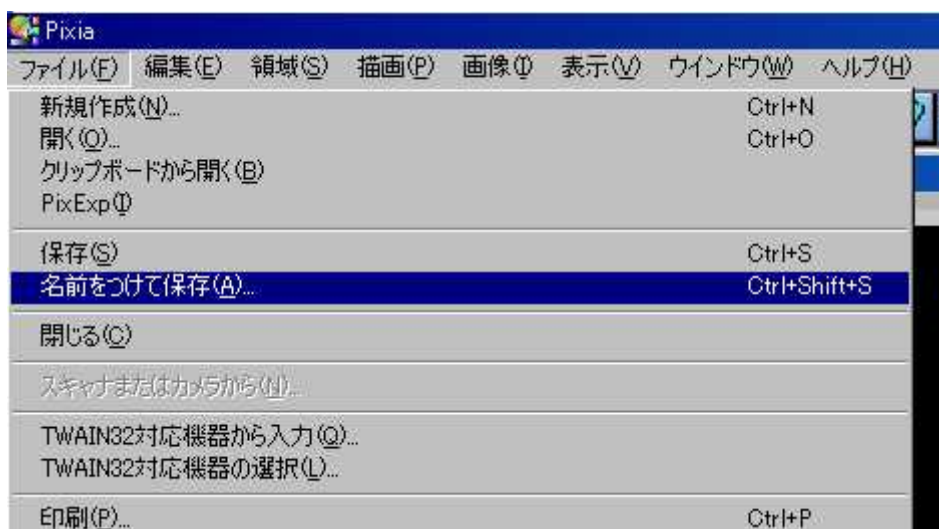 Pixia
ファイル(F) 編集(E) 領域(S) 描画(P) 画像(I) 表示(V) ウインドウ(W) ヘルプ(H)
新規作成(N)... Ctrl+N
開く(O)... Ctrl+O
クリップボードから開く(B)
PixExp(I)
保存(S) Ctrl+S
名前をつけて保存(A)... Ctrl+Shift+S
閉じる(C)
スキャナまたはカメラから(N)...
TWAIN32対応機器から入力(Q)...
TWAIN32対応機器の選択(L)...
印刷(P)... Ctrl+P